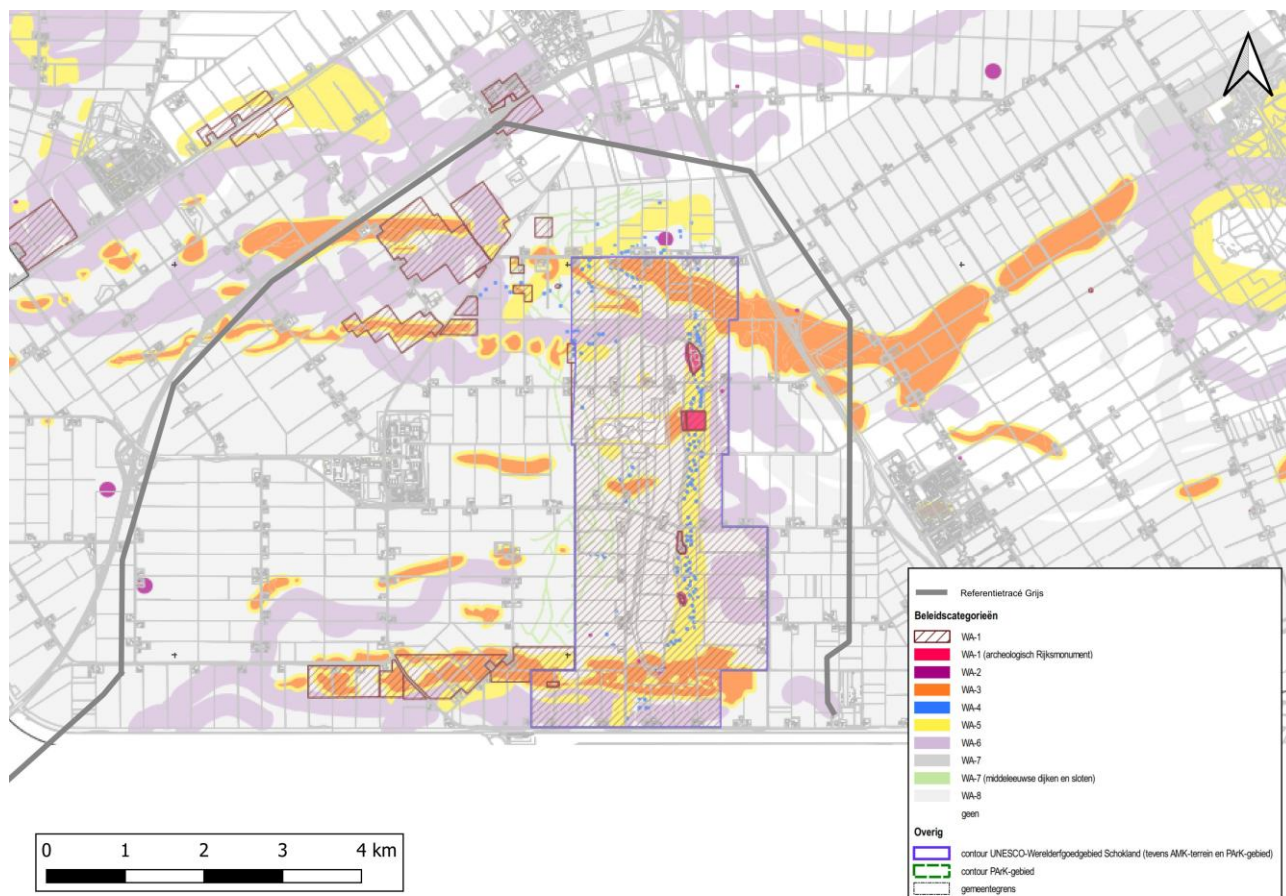 Referentietracé Grijs
Beleidscategorieën
WA-1
WA-1 (archeologisch Rijksmonument)
WA-2
WA-3
WA-4
WA-5
WA-6
WA-7
WA-7 (middeleeuwse dijken en sloten)
WA-8
geen
Overig
contour UNESCO-Werelderfgoedgebied Schokland (tevens AMK-terrein en PArK-gebied)
contour PArK-gebied
gemeentegrens
0 1 2 3 4 km